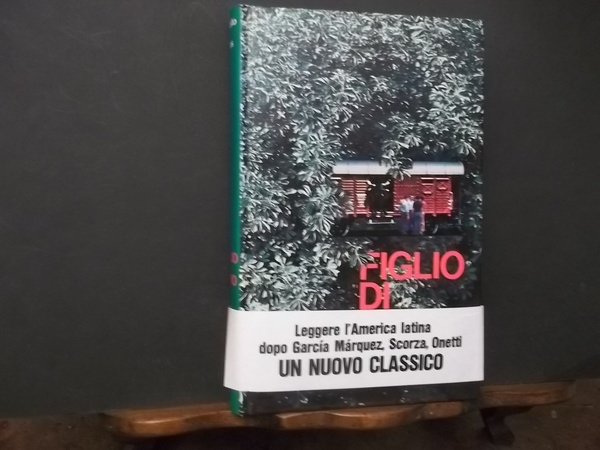 FIGLIO
DI
Leggere l'America latina
dopo García Márquez, Scorza, Onetti
UN NUOVO CLASSICO